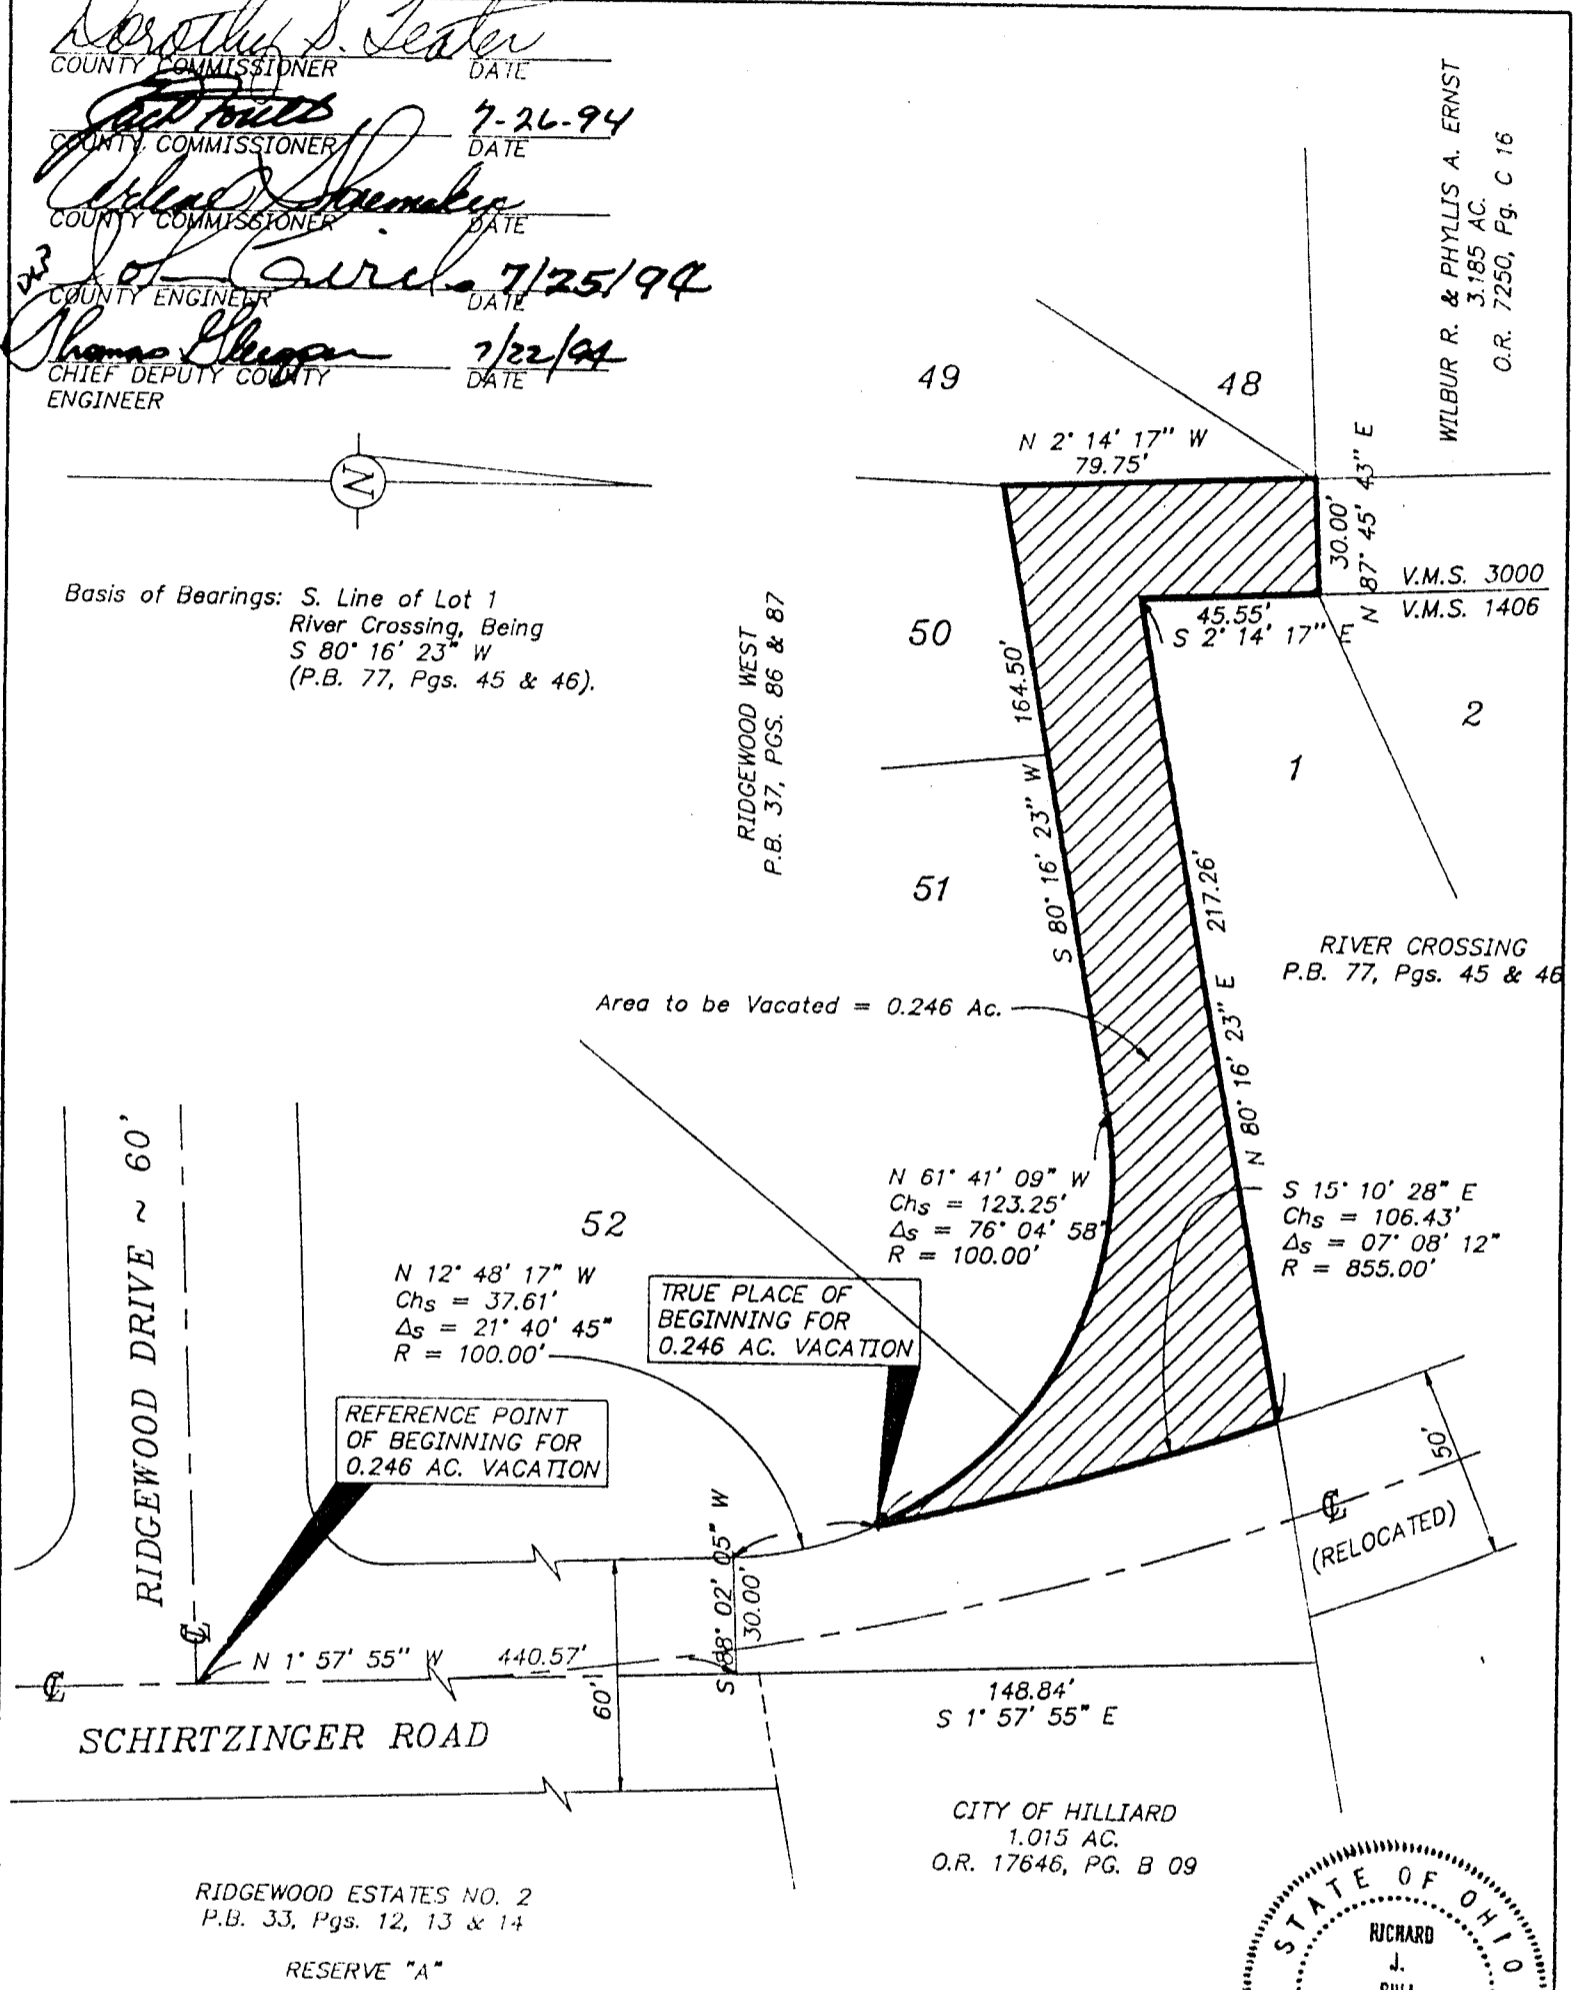 Dorothy S. Teater
COUNTY COMMISSIONER DATE
7-26-94
COUNTY COMMISSIONER DATE
Arlene Shoemaker
COUNTY COMMISSIONER DATE
7/25/94
COUNTY ENGINEER DATE
Thomas 7/22/94
CHIEF DEPUTY COUNTY DATE
ENGINEER
WILBUR R. & PHYLLIS A. ERNST
3.185 AC.
O.R. 7250, Pg. C 16
49
48
N 2° 14' 17" W
79.75'
N
30.00'
N 87° 45' 43" E
V.M.S. 3000
V.M.S. 1406
45.55'
S 2° 14' 17" E
Basis of Bearings: S. Line of Lot 1
River Crossing, Being
S 80° 16' 23" W
(P.B. 77, Pgs. 45 & 46).
RIDGEWOOD WEST
P.B. 37, PGS. 86 & 87
50
51
S 80° 16' 23" W 164.50'
2
1
N 80° 16' 23" E 217.26'
RIVER CROSSING
P.B. 77, Pgs. 45 & 46
Area to be Vacated = 0.246 Ac.
RIDGEWOOD DRIVE ~ 60'
52
N 61° 41' 09" W
Chs = 123.25'
Δs = 76° 04' 58"
R = 100.00'
S 15° 10' 28" E
Chs = 106.43'
Δs = 07° 08' 12"
R = 855.00'
N 12° 48' 17" W
Chs = 37.61'
Δs = 21° 40' 45"
R = 100.00'
TRUE PLACE OF
BEGINNING FOR
0.246 AC. VACATION
REFERENCE POINT
OF BEGINNING FOR
0.246 AC. VACATION
50'
℄
(RELOCATED)
S 88° 02' 05" W
30.00'
℄
N 1° 57' 55" W 440.57'
℄
60'
148.84'
S 1° 57' 55" E
SCHIRTZINGER ROAD
CITY OF HILLIARD
1.015 AC.
O.R. 17646, PG. B 09
RIDGEWOOD ESTATES NO. 2
P.B. 33, Pgs. 12, 13 & 14
RESERVE "A"
STATE OF OHIO
RICHARD
J.